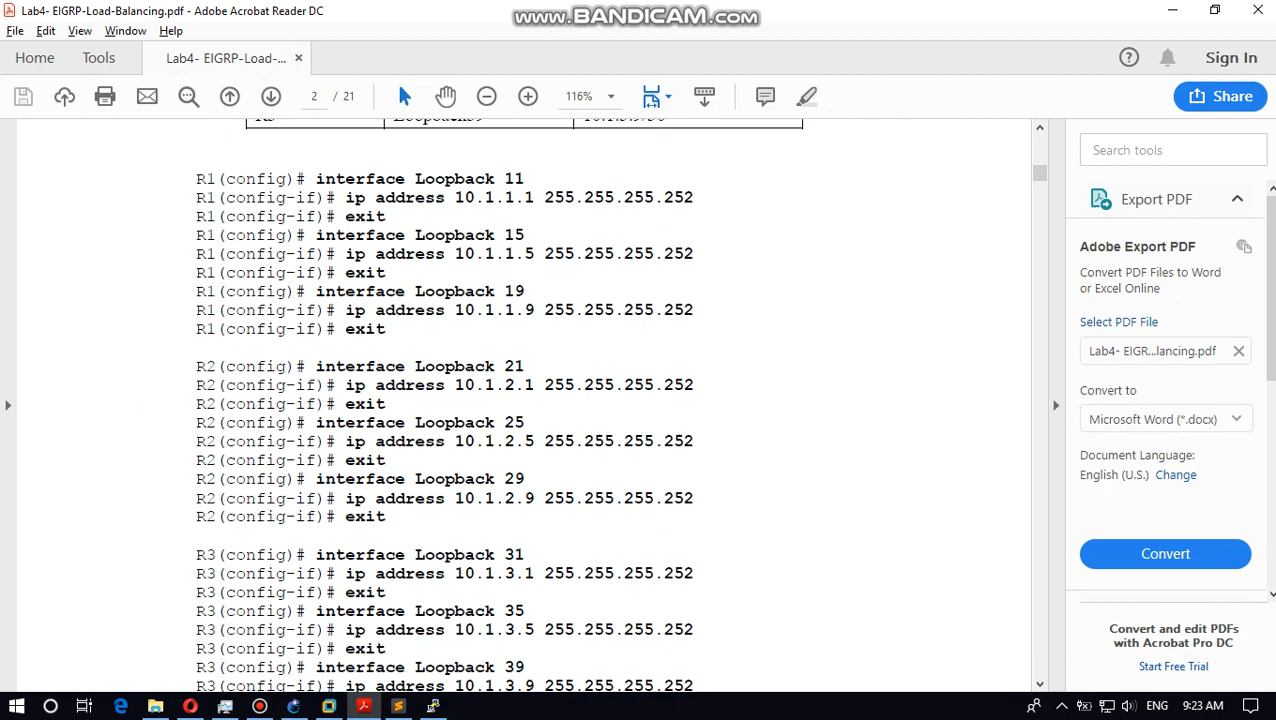 Lab4- EIGRP-Load-Balancing.pdf - Adobe Acrobat Reader DC
www.BANDICAM.com
File Edit View Window Help
Home Tools Lab4- EIGRP-Load-... ×
Sign In
2 / 21
116%
Share
R1(config)# interface Loopback 11
R1(config-if)# ip address 10.1.1.1 255.255.255.252
R1(config-if)# exit
R1(config-if)# interface Loopback 15
R1(config-if)# ip address 10.1.1.5 255.255.255.252
R1(config-if)# exit
R1(config-if)# interface Loopback 19
R1(config-if)# ip address 10.1.1.9 255.255.255.252
R1(config-if)# exit
R2(config)# interface Loopback 21
R2(config-if)# ip address 10.1.2.1 255.255.255.252
R2(config-if)# exit
R2(config-if)# interface Loopback 25
R2(config-if)# ip address 10.1.2.5 255.255.255.252
R2(config-if)# exit
R2(config-if)# interface Loopback 29
R2(config-if)# ip address 10.1.2.9 255.255.255.252
R2(config-if)# exit
R3(config)# interface Loopback 31
R3(config-if)# ip address 10.1.3.1 255.255.255.252
R3(config-if)# exit
R3(config-if)# interface Loopback 35
R3(config-if)# ip address 10.1.3.5 255.255.255.252
R3(config-if)# exit
R3(config-if)# interface Loopback 39
R3(config-if)# ip address 10.1.3.9 255.255.255.252
Search tools
Export PDF
Adobe Export PDF
Convert PDF Files to Word
or Excel Online
Select PDF File
Lab4- EIGR...lancing.pdf
Convert to
Microsoft Word (*.docx)
Document Language:
English (U.S.) Change
Convert
Convert and edit PDFs
with Acrobat Pro DC
Start Free Trial
ENG 9:23 AM